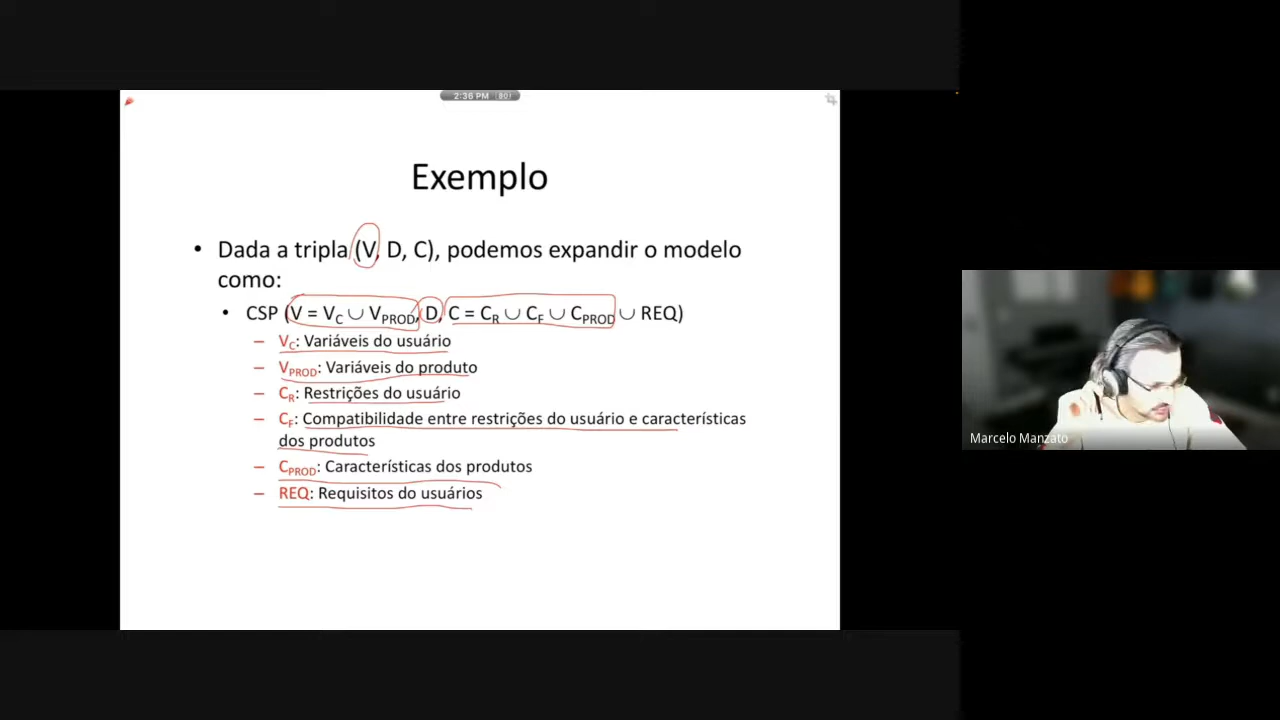 2:36 PM (80)
Exemplo
• Dada a tripla (V, D, C), podemos expandir o modelo
como:
• CSP (V = V_C ∪ V_PROD, D, C = C_R ∪ C_F ∪ C_PROD ∪ REQ)
– V_C: Variáveis do usuário
– V_PROD: Variáveis do produto
– C_R: Restrições do usuário
– C_F: Compatibilidade entre restrições do usuário e características
dos produtos
– C_PROD: Características dos produtos
– REQ: Requisitos do usuários
Marcelo Manzato